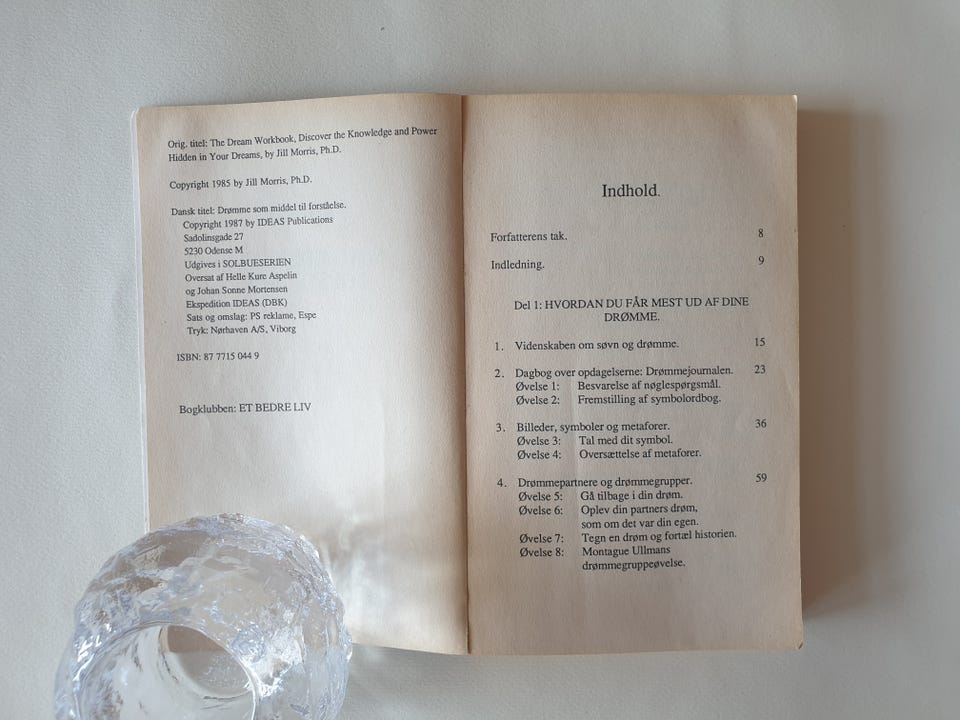 Orig. titel: The Dream Workbook, Discover the Knowledge and Power
Hidden in Your Dreams, by Jill Morris, Ph.D.
Copyright 1985 by Jill Morris, Ph.D.
Dansk titel: Drømme som middel til forståelse.
Copyright 1987 by IDEAS Publications
Sadolinsgade 27
5230 Odense M
Udgives i SOLBUESERIEN
Oversat af Helle Kure Aspelin
og Johan Sonne Mortensen
Ekspedition IDEAS (DBK)
Sats og omslag: PS reklame, Espe
Tryk: Nørhaven A/S, Viborg
ISBN: 87 7715 044 9
Bogklubben: ET BEDRE LIV
Indhold.
Forfatterens tak. 8
Indledning. 9
Del 1: HVORDAN DU FÅR MEST UD AF DINE
DRØMME.
1. Videnskaben om søvn og drømme. 15
2. Dagbog over opdagelserne: Drømmejournalen. 23
Øvelse 1: Besvarelse af nøglespørgsmål.
Øvelse 2: Fremstilling af symbolordbog.
3. Billeder, symboler og metaforer. 36
Øvelse 3: Tal med dit symbol.
Øvelse 4: Oversættelse af metaforer.
4. Drømmepartnere og drømmegrupper. 59
Øvelse 5: Gå tilbage i din drøm.
Øvelse 6: Oplev din partners drøm,
som om det var din egen.
Øvelse 7: Tegn en drøm og fortæl historien.
Øvelse 8: Montague Ullmans
drømmegruppeøvelse.